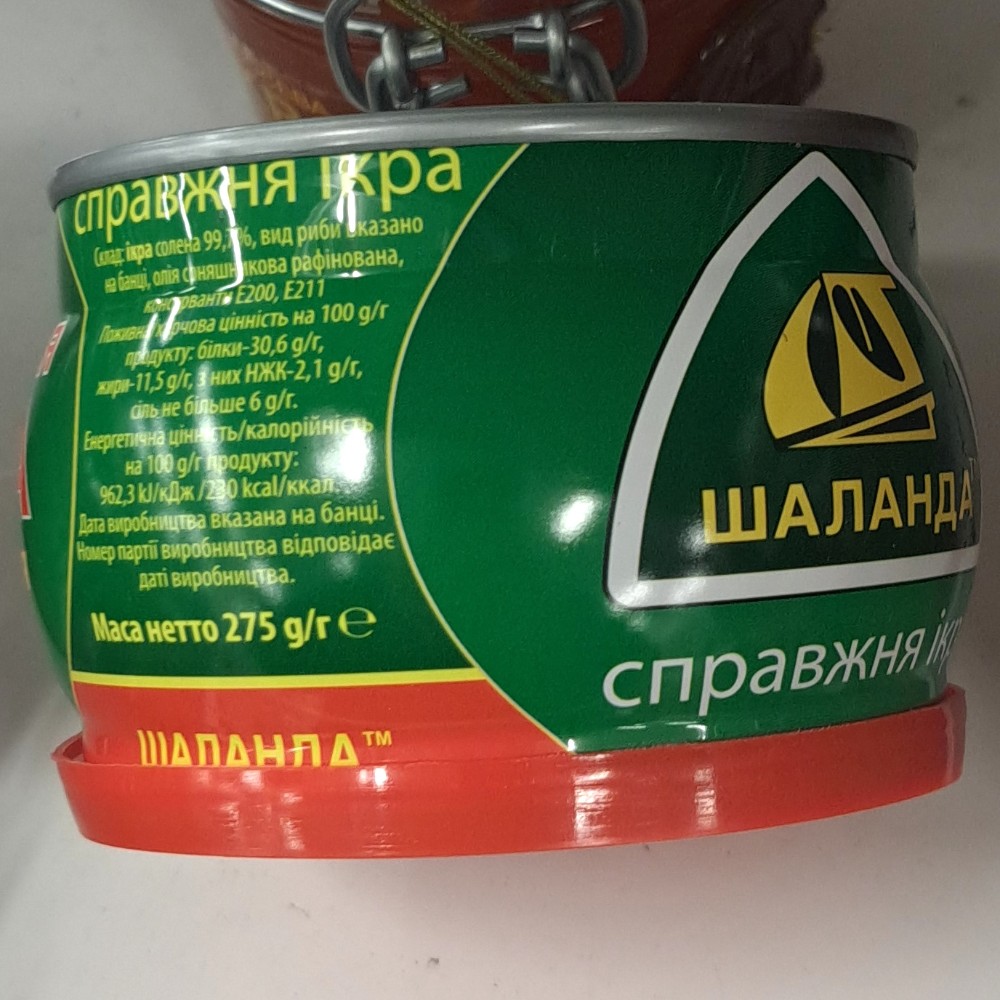 справжня ікра
Склад: ікра солена 99,7%, вид риби вказано
на банці, олія соняшникова рафінована,
консерванти Е200, Е211
Поживна харчова цінність на 100 g/г
продукту: білки-30,6 g/г,
жири-11,5 g/г, з них НЖК-2,1 g/г,
сіль не більше 6 g/г.
Енергетична цінність/калорійність
на 100 g/г продукту:
962,3 kJ/кДж /230 kcal/ккал.
Дата виробництва вказана на банці.
Номер партії виробництва відповідає
даті виробництва.
Маса нетто 275 g/г ℮
ШАЛАНДА™
ШАЛАНДА
справжня ікр